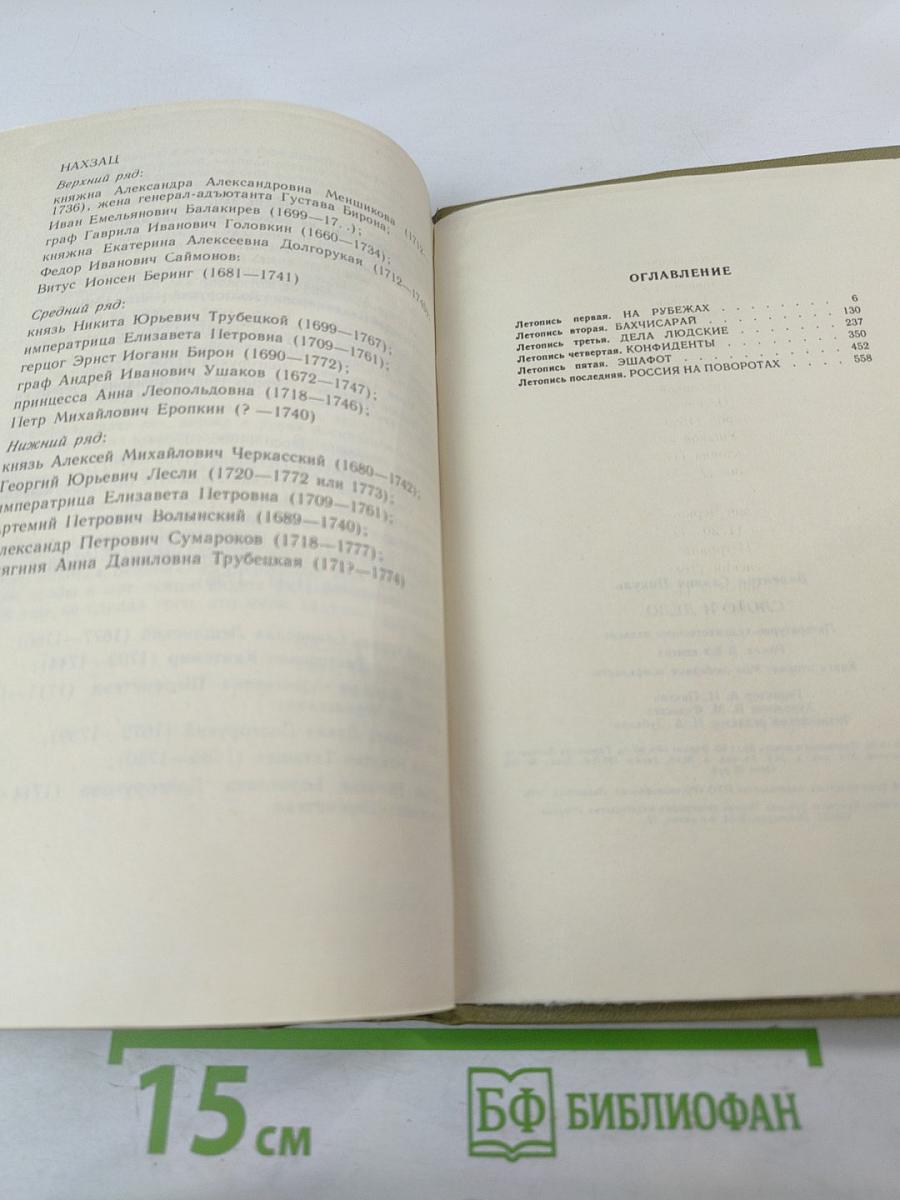 НАХЗАЦ
Верхний ряд:
княжна Александра Александровна Меншикова (1712—
1736), жена генерал-адъютанта Густава Бирона;
Иван Емельянович Балакирев (1699—17. .);
граф Гаврила Иванович Головкин (1660—1734);
княжна Екатерина Алексеевна Долгорукая (1712—
Федор Иванович Саймонов:
Витус Ионсен Беринг (1681—1741)
Средний ряд:
князь Никита Юрьевич Трубецкой (1699—1767);
императрица Елизавета Петровна (1709—1761);
герцог Эрнст Иоганн Бирон (1690—1772);
граф Андрей Иванович Ушаков (1672—1747);
принцесса Анна Леопольдовна (1718—1746);
Петр Михайлович Еропкин (? —1740)
Нижний ряд:
князь Алексей Михайлович Черкасский (1680—1742);
Георгий Юрьевич Лесли (1720—1772 или 1773);
императрица Елизавета Петровна (1709—1761);
ртемий Петрович Волынский (1689—1740);
лександр Петрович Сумароков (1718—1777);
ягиня Анна Даниловна Трубецкая (171?—1774)
ОГЛАВЛЕНИЕ
Летопись первая. НА РУБЕЖАХ . . . . . . . . 6
Летопись вторая. БАХЧИСАРАЙ . . . . . . . . 130
Летопись третья. ДЕЛА ЛЮДСКИЕ . . . . . . . 237
Летопись четвертая. КОНФИДЕНТЫ . . . . . . . 350
Летопись пятая. ЭШАФОТ . . . . . . . . . 452
Летопись последняя. РОССИЯ НА ПОВОРОТАХ . . . . 558
15 см
БФ БИБЛИОФАН